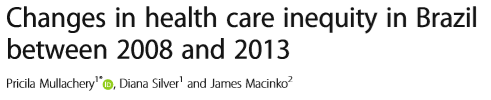 Changes in health care inequity in Brazil
between 2008 and 2013
Pricila Mullachery1*, Diana Silver1 and James Macinko2